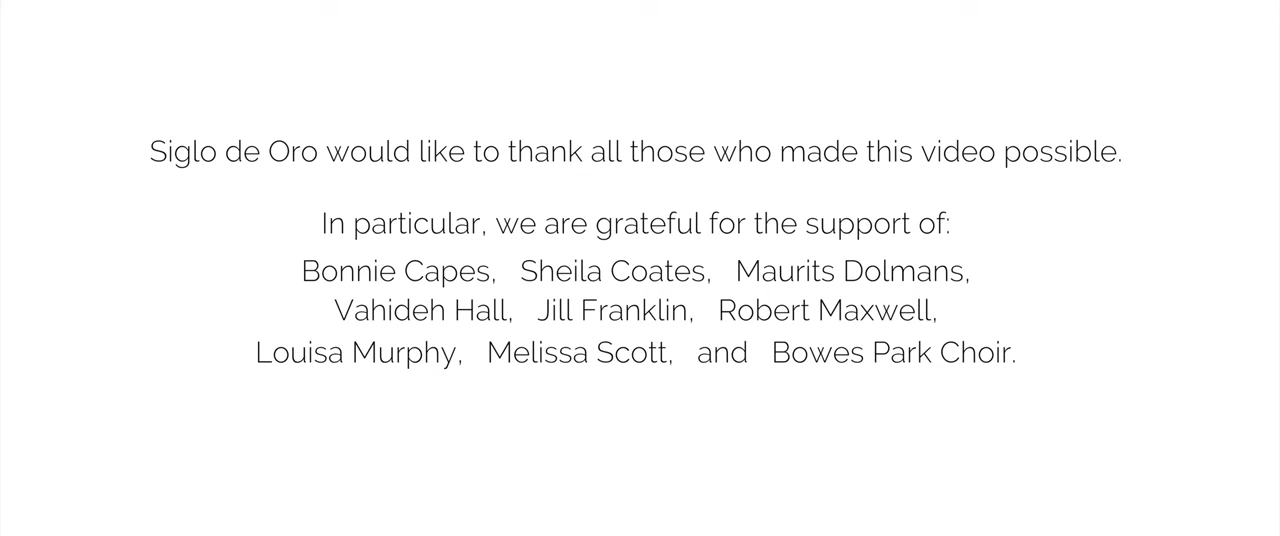 Siglo de Oro would like to thank all those who made this video possible.
In particular, we are grateful for the support of:
Bonnie Capes, Sheila Coates, Maurits Dolmans,
Vahideh Hall, Jill Franklin, Robert Maxwell,
Louisa Murphy, Melissa Scott, and Bowes Park Choir.